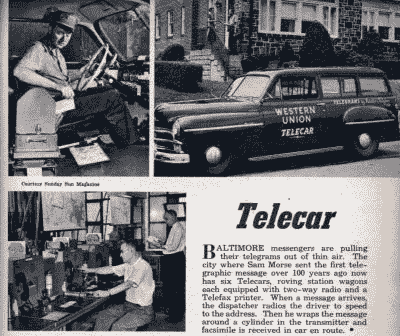 TELEGRAMS
WESTERN
UNION
TELECAR
Courtesy Sunday Sun Magazine
Telecar
BALTIMORE messengers are pulling
their telegrams out of thin air. The
city where Sam Morse sent the first tele-
graphic message over 100 years ago now
has six Telecars, roving station wagons
each equipped with two-way radio and a
Telefax printer. When a message arrives,
the dispatcher radios the driver to speed
to the address. Then he wraps the message
around a cylinder in the transmitter and
facsimile is received in car en route.